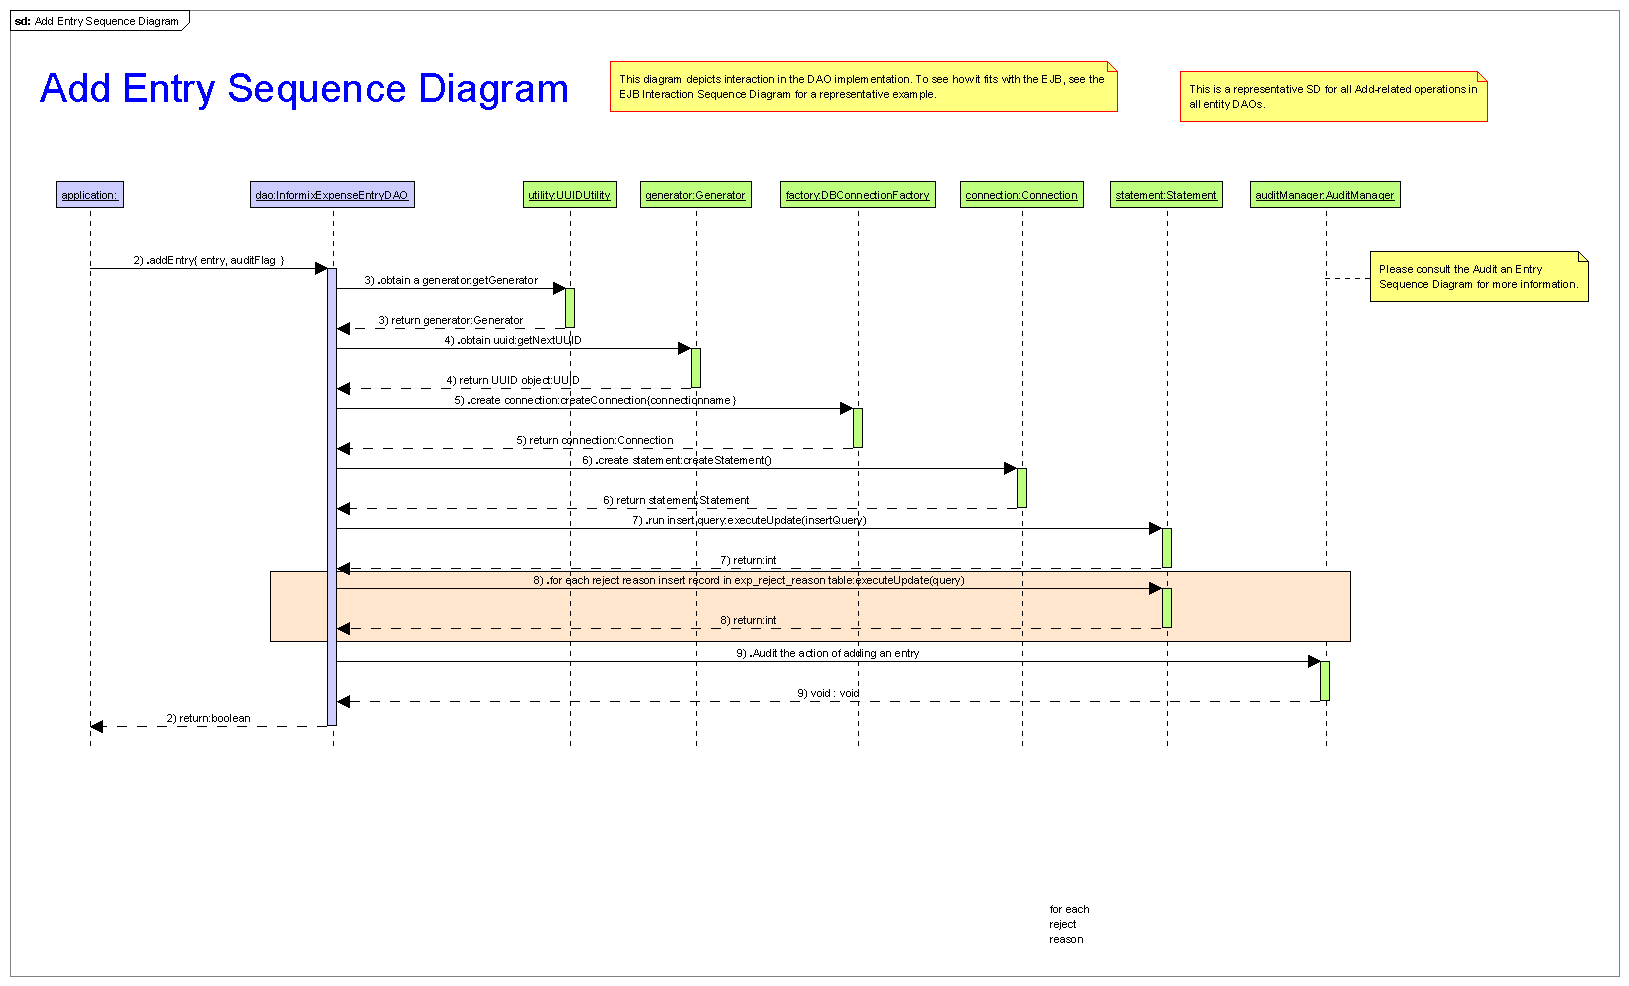 sd: Add Entry Sequence Diagram
Add Entry Sequence Diagram
This diagram depicts interaction in the DAO implementation. To see how it fits with the EJB, see the
EJB Interaction Sequence Diagram for a representative example.
This is a representative SD for all Add-related operations in
all entity DAOs.
application:
dao:InformixExpenseEntryDAO
utility:UUIDUtility
generator:Generator
factory:DBConnectionFactory
connection:Connection
statement:Statement
auditManager:AuditManager
2) .addEntry{ entry, auditFlag }
Please consult the Audit an Entry
Sequence Diagram for more information.
3) .obtain a generator:getGenerator
3) return generator:Generator
4) .obtain uuid:getNextUUID
4) return UUID object:UUID
5) .create connection:createConnection{connectionname}
5) return connection:Connection
6) .create statement:createStatement()
6) return statement:Statement
7) .run insert query:executeUpdate(insertQuery)
7) return:int
8) .for each reject reason insert record in exp_reject_reason table:executeUpdate(query)
8) return:int
9) .Audit the action of adding an entry
9) void : void
2) return:boolean
for each
reject
reason